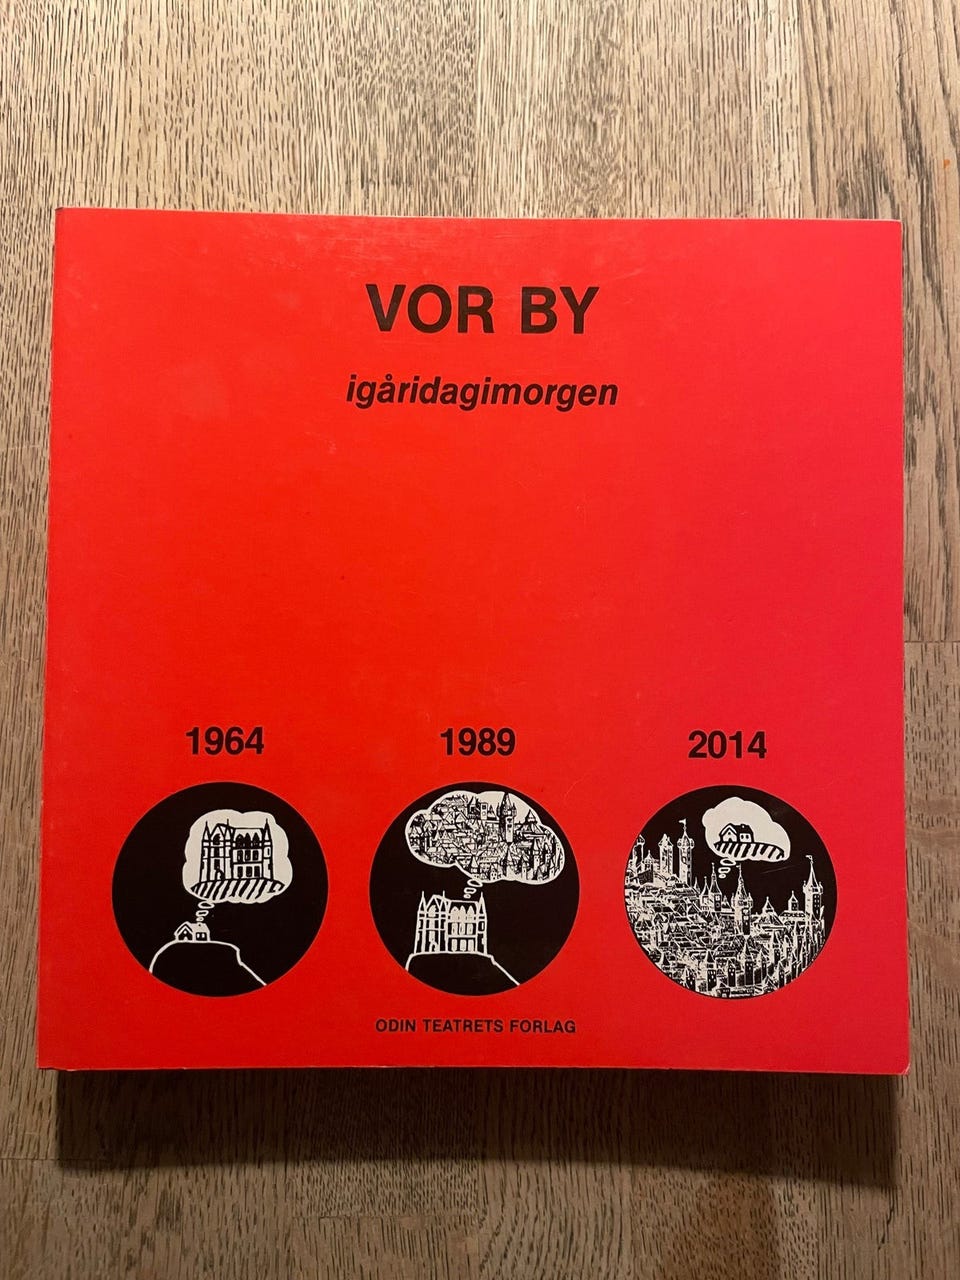 VOR BY
igåridagimorgen
1964 1989 2014
ODIN TEATRETS FORLAG